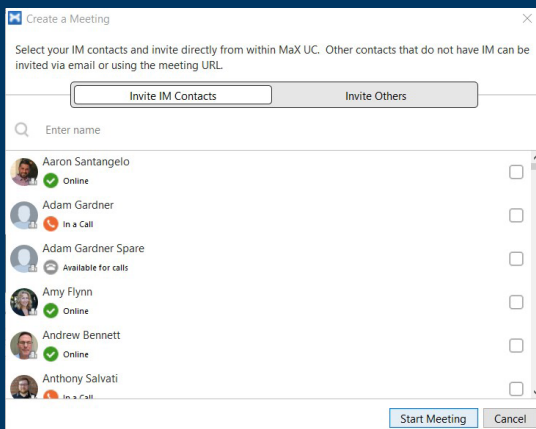 Create a Meeting
Select your IM contacts and invite directly from within MaX UC. Other contacts that do not have IM can be
invited via email or using the meeting URL.
Invite IM Contacts
Invite Others
Enter name
Aaron Santangelo
Online
Adam Gardner
In a Call
Adam Gardner Spare
Available for calls
Amy Flynn
Online
Andrew Bennett
Online
Anthony Salvati
In a Call
Start Meeting
Cancel